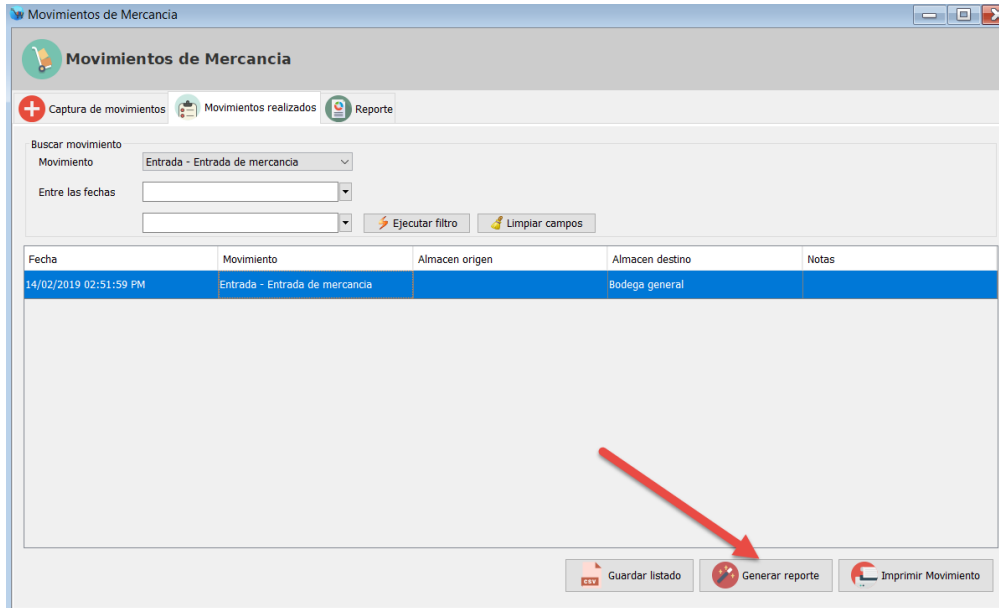 Movimientos de Mercancia
Movimientos de Mercancia
Captura de movimientos Movimientos realizados Reporte
Buscar movimiento
Movimiento Entrada - Entrada de mercancia
Entre las fechas
Ejecutar filtro Limpiar campos
Fecha Movimiento Almacen origen Almacen destino Notas
14/02/2019 02:51:59 PM Entrada - Entrada de mercancia Bodega general
CSV Guardar listado Generar reporte Imprimir Movimiento